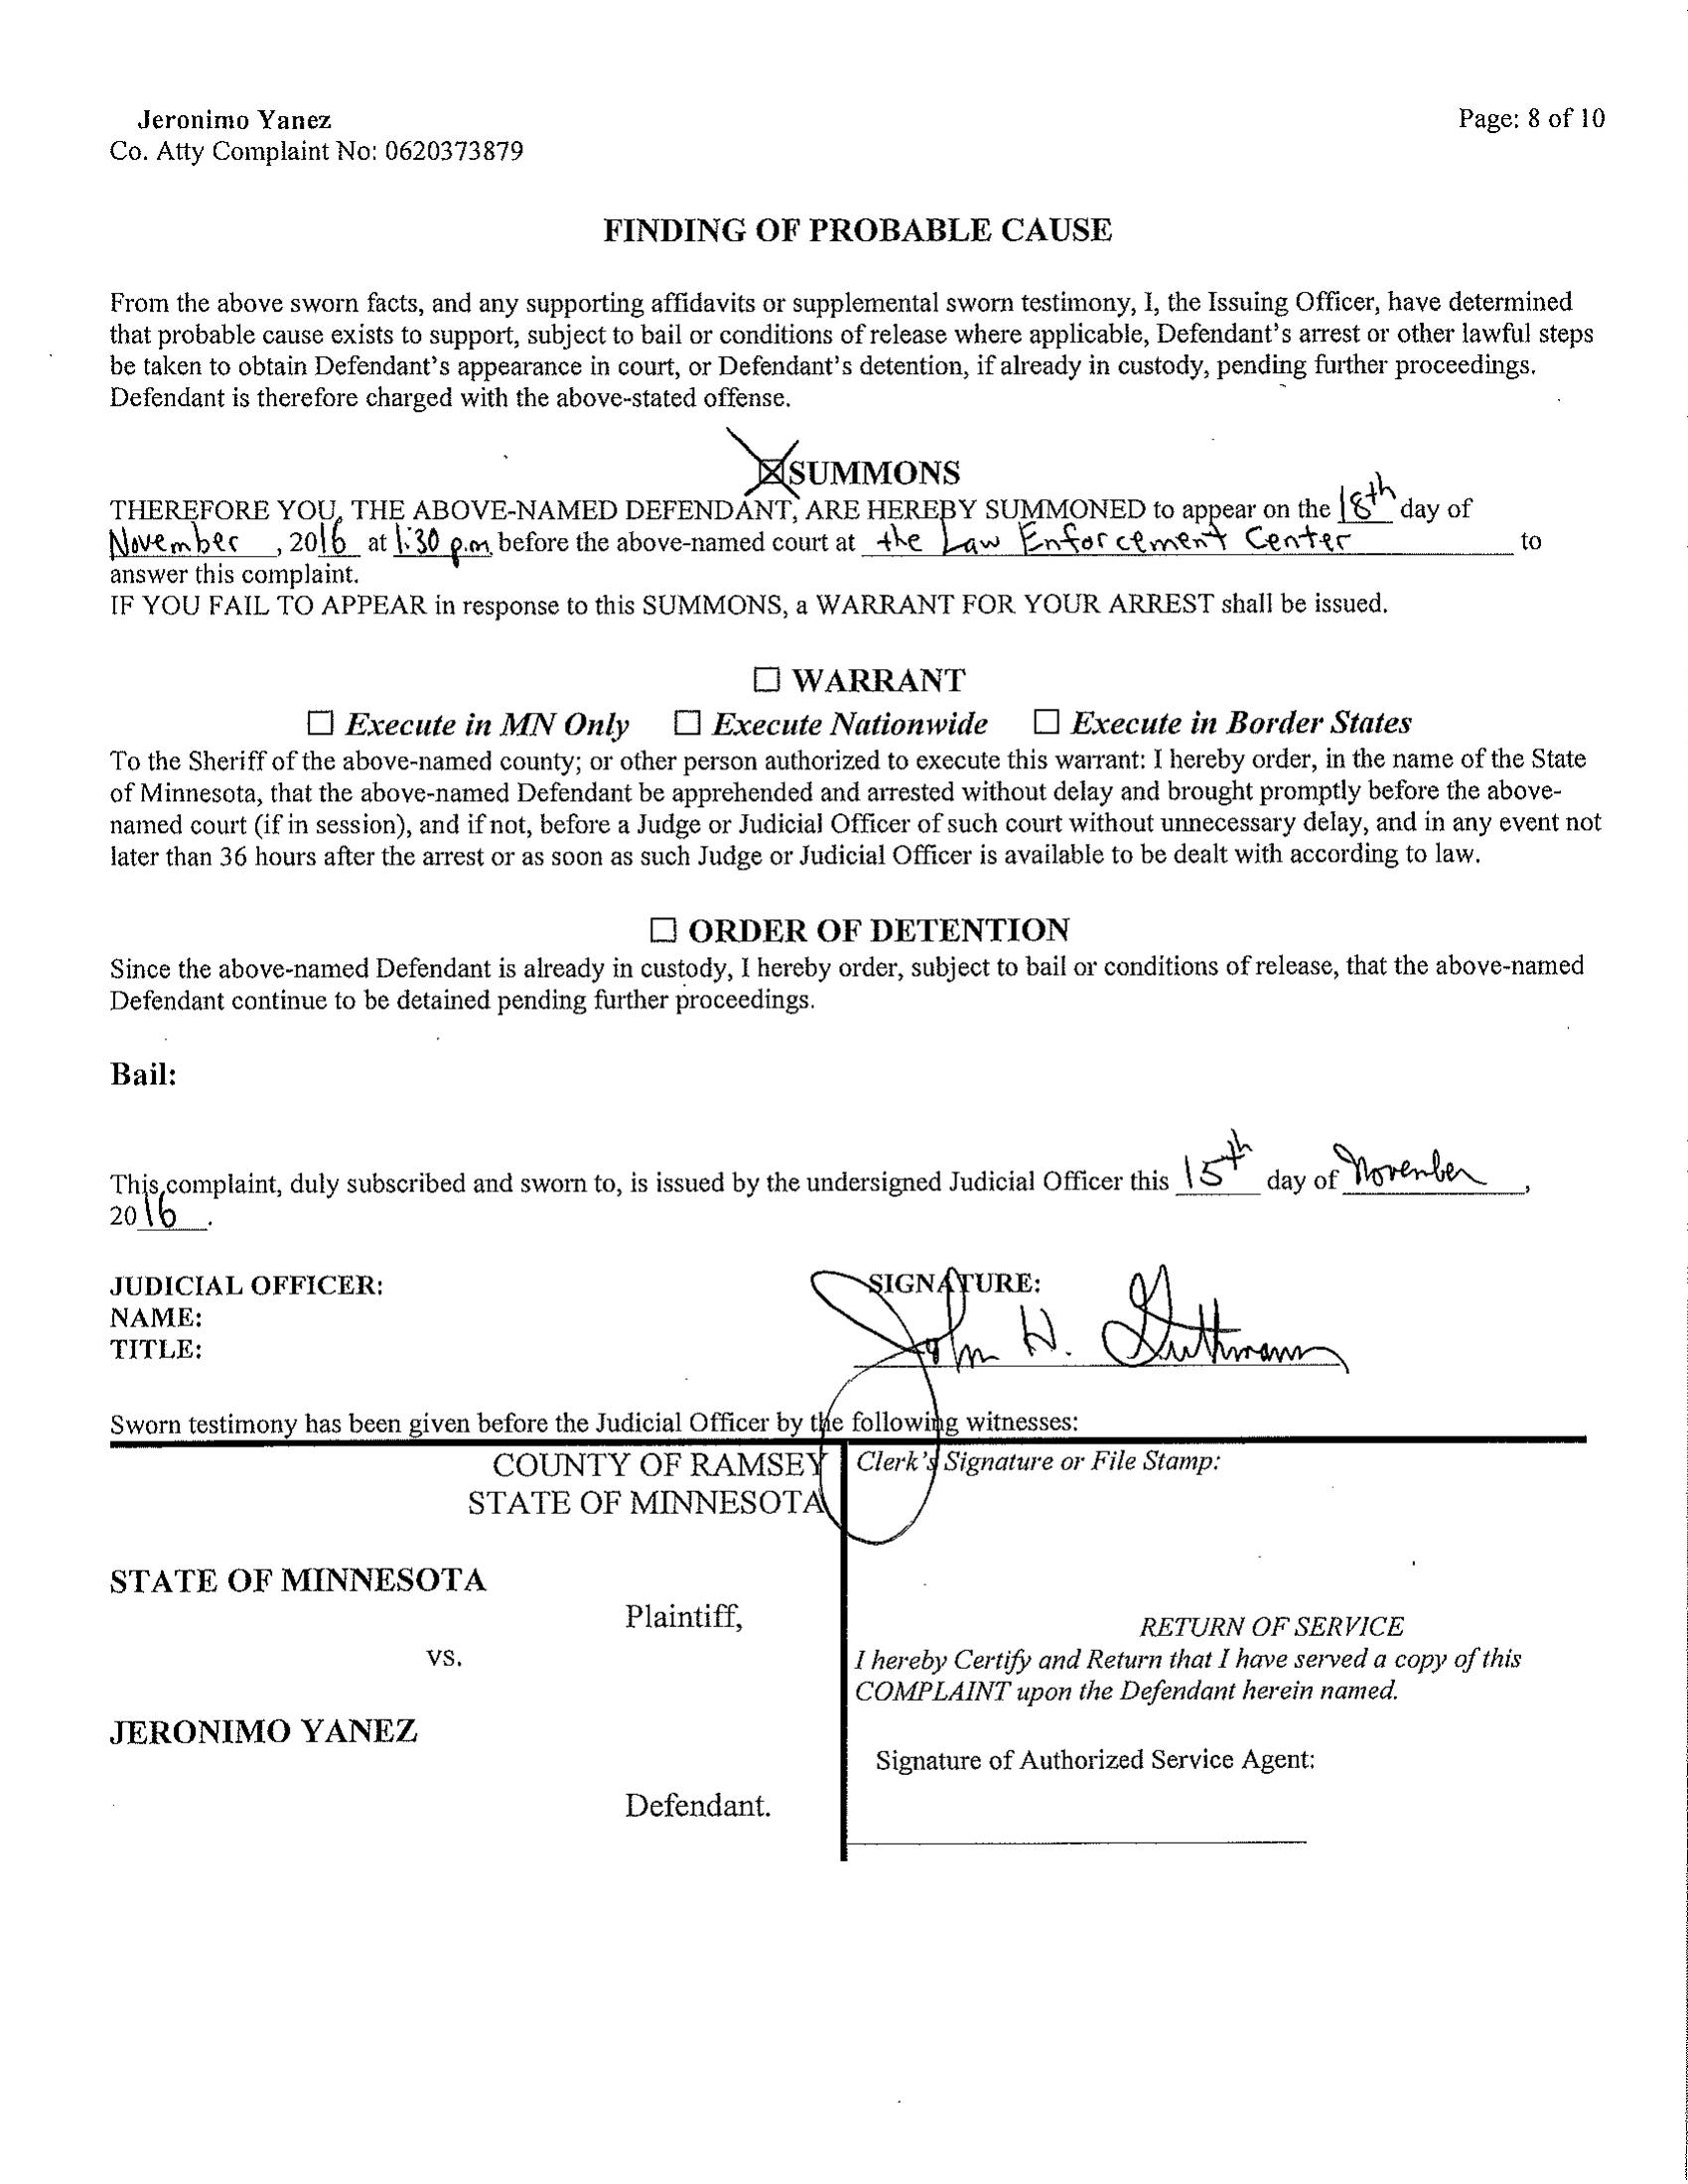 Jeronimo Yanez Page: 8 of 10
Co. Atty Complaint No: 0620373879
FINDING OF PROBABLE CAUSE
From the above sworn facts, and any supporting affidavits or supplemental sworn testimony, I, the Issuing Officer, have determined
that probable cause exists to support, subject to bail or conditions of release where applicable, Defendant's arrest or other lawful steps
be taken to obtain Defendant's appearance in court, or Defendant's detention, if already in custody, pending further proceedings.
Defendant is therefore charged with the above-stated offense.
☒SUMMONS
THEREFORE YOU, THE ABOVE-NAMED DEFENDANT, ARE HEREBY SUMMONED to appear on the 18th day of
November , 2016 at 1:30 p.m. before the above-named court at the Law Enforcement Center to
answer this complaint.
IF YOU FAIL TO APPEAR in response to this SUMMONS, a WARRANT FOR YOUR ARREST shall be issued.
☐ WARRANT
☐ Execute in MN Only ☐ Execute Nationwide ☐ Execute in Border States
To the Sheriff of the above-named county; or other person authorized to execute this warrant: I hereby order, in the name of the State
of Minnesota, that the above-named Defendant be apprehended and arrested without delay and brought promptly before the above-
named court (if in session), and if not, before a Judge or Judicial Officer of such court without unnecessary delay, and in any event not
later than 36 hours after the arrest or as soon as such Judge or Judicial Officer is available to be dealt with according to law.
☐ ORDER OF DETENTION
Since the above-named Defendant is already in custody, I hereby order, subject to bail or conditions of release, that the above-named
Defendant continue to be detained pending further proceedings.
Bail:
This complaint, duly subscribed and sworn to, is issued by the undersigned Judicial Officer this 15th day of November ,
2016 .
JUDICIAL OFFICER: SIGNATURE:
NAME:
TITLE: John H. Guthmann
Sworn testimony has been given before the Judicial Officer by the following witnesses:
COUNTY OF RAMSEY
STATE OF MINNESOTA
STATE OF MINNESOTA
Plaintiff,
vs.
JERONIMO YANEZ
Defendant.
Clerk's Signature or File Stamp:
RETURN OF SERVICE
I hereby Certify and Return that I have served a copy of this
COMPLAINT upon the Defendant herein named.
Signature of Authorized Service Agent: